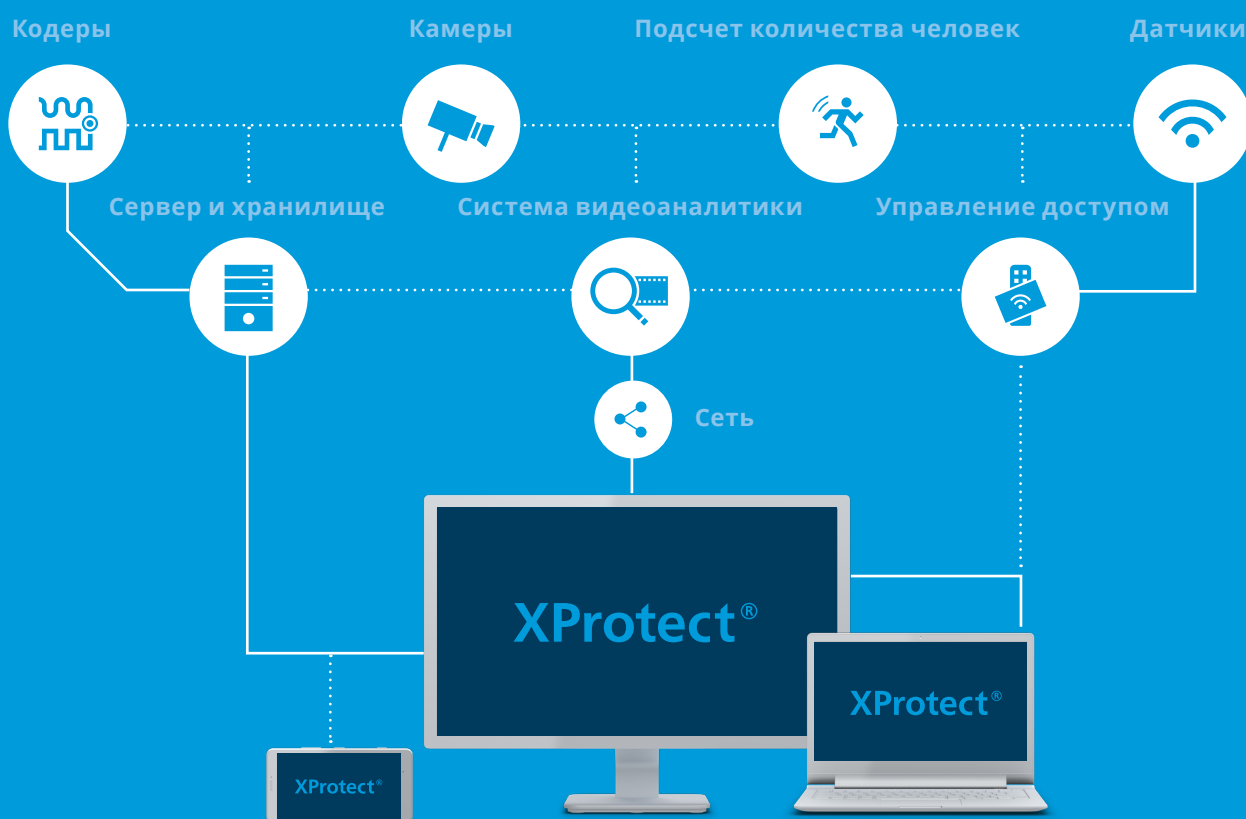 Кодеры
Камеры
Подсчет количества человек
Датчики
Сервер и хранилище
Система видеоаналитики
Управление доступом
Сеть
XProtect®
XProtect®
XProtect®